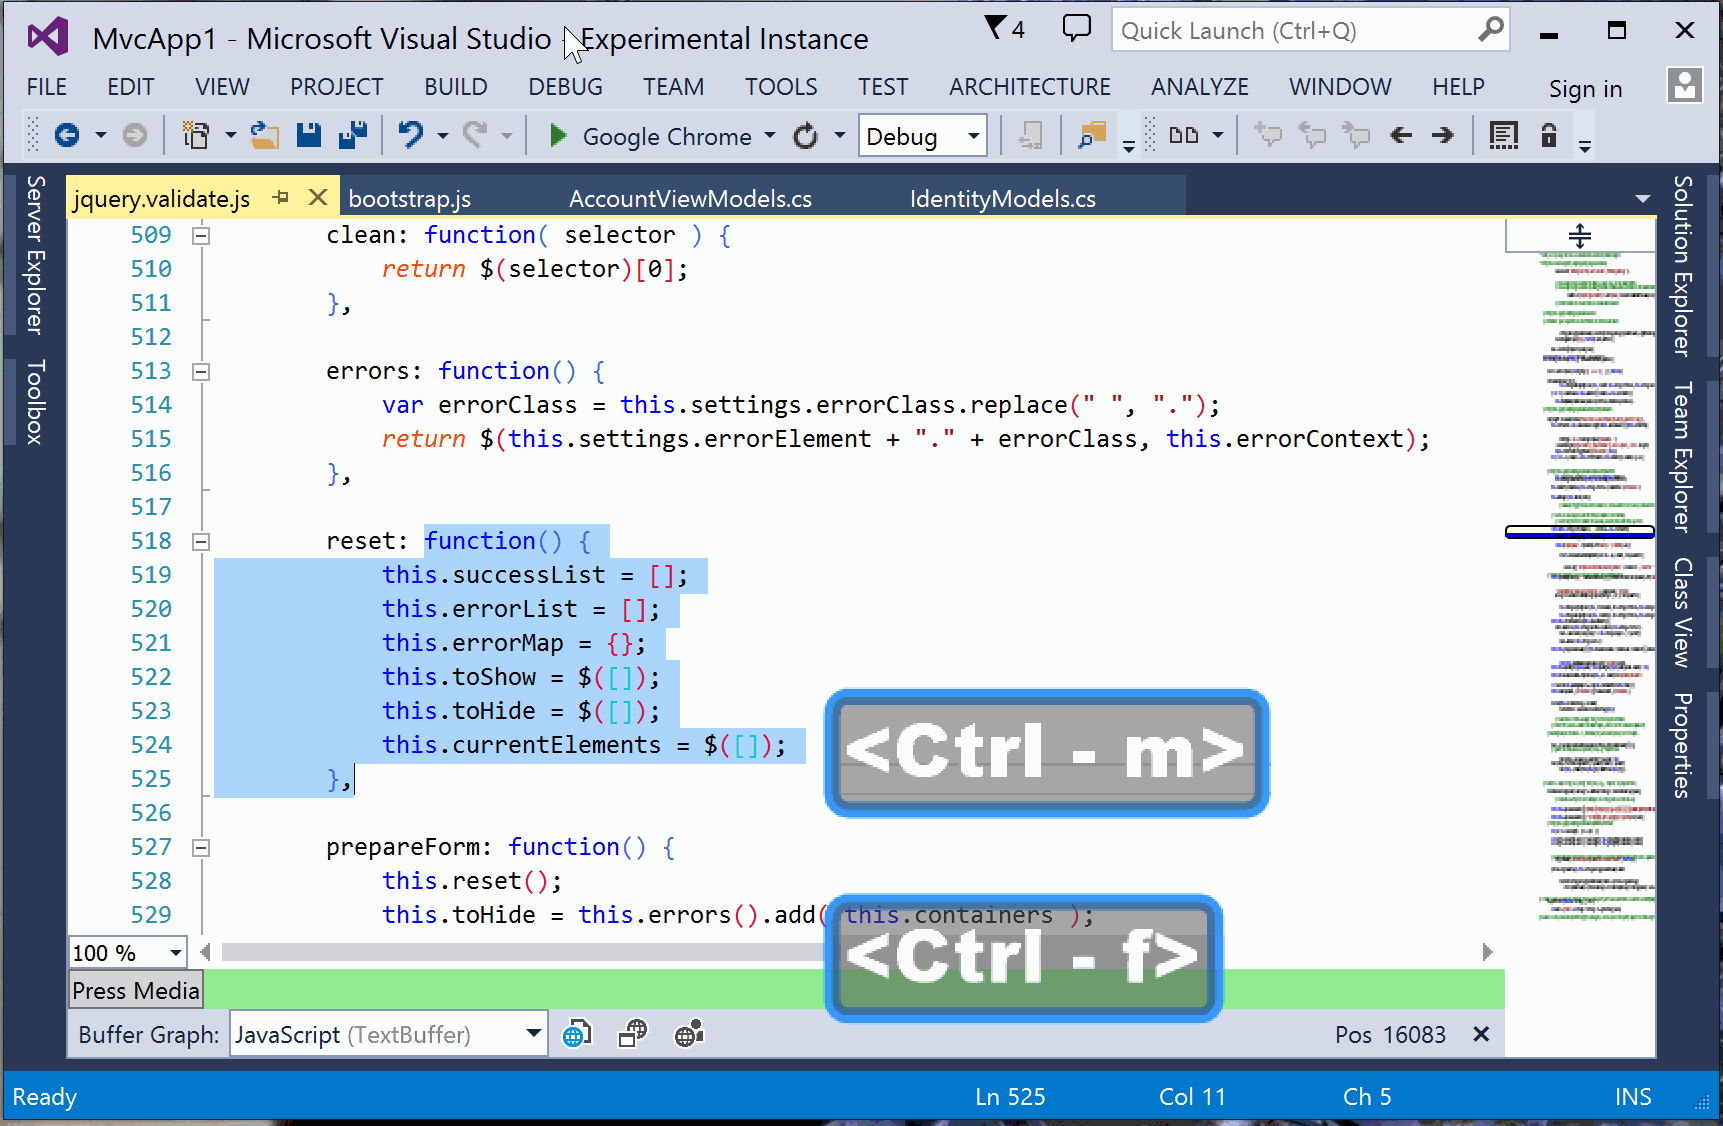 MvcApp1 - Microsoft Visual Studio - Experimental Instance
4
Quick Launch (Ctrl+Q)
FILE EDIT VIEW PROJECT BUILD DEBUG TEAM TOOLS TEST ARCHITECTURE ANALYZE WINDOW HELP Sign in
Google Chrome Debug
Server Explorer
Toolbox
jquery.validate.js bootstrap.js AccountViewModels.cs IdentityModels.cs
509 clean: function( selector ) {
510 return $(selector)[0];
511 },
512
513 errors: function() {
514 var errorClass = this.settings.errorClass.replace(" ", ".");
515 return $(this.settings.errorElement + "." + errorClass, this.errorContext);
516 },
517
518 reset: function() {
519 this.successList = [];
520 this.errorList = [];
521 this.errorMap = {};
522 this.toShow = $([]);
523 this.toHide = $([]);
524 this.currentElements = $([]);
525 },
526
527 prepareForm: function() {
528 this.reset();
529 this.toHide = this.errors().add( this.containers );
<Ctrl - m>
<Ctrl - f>
Solution Explorer
Team Explorer
Class View
Properties
100 %
Press Media
Buffer Graph: JavaScript (TextBuffer) Pos 16083
Ready Ln 525 Col 11 Ch 5 INS